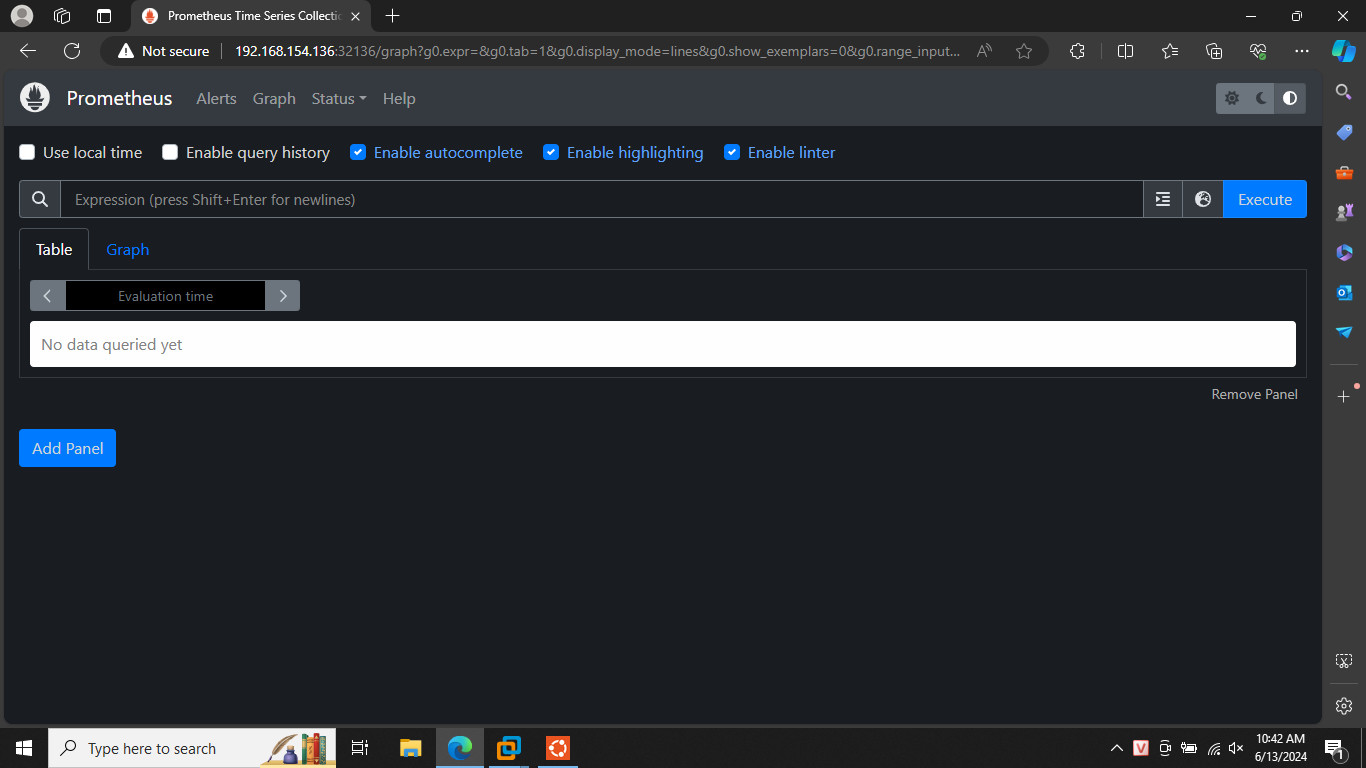 Prometheus Time Series Collectic
Not secure
192.168.154.136:32136/graph?g0.expr=&g0.tab=1&g0.display_mode=lines&g0.show_exemplars=0&g0.range_input...
Prometheus Alerts Graph Status Help
Use local time Enable query history Enable autocomplete Enable highlighting Enable linter
Expression (press Shift+Enter for newlines) Execute
Table Graph
Evaluation time
No data queried yet
Remove Panel
Add Panel
Type here to search
10:42 AM
6/13/2024
1